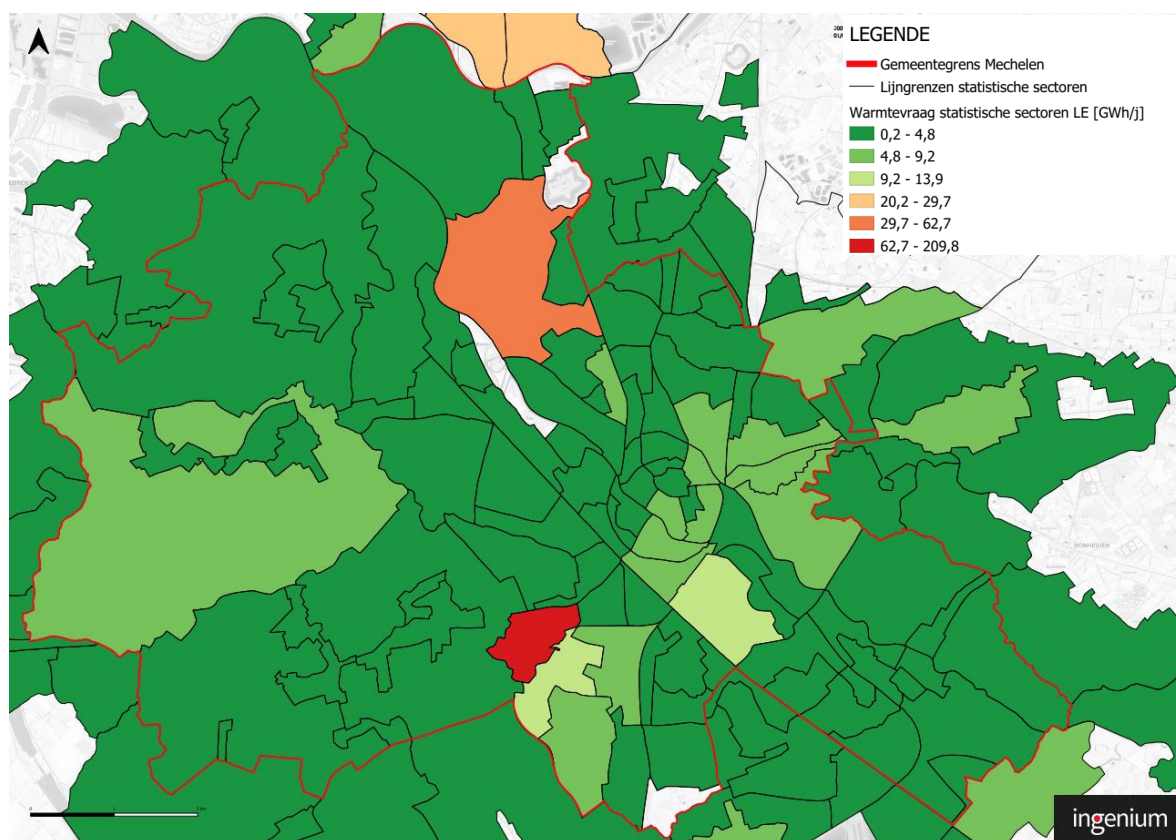 LEGENDE
Gemeentegrens Mechelen
Lijngrenzen statistische sectoren
Warmtevraag statistische sectoren LE [GWh/j]
0,2 - 4,8
4,8 - 9,2
9,2 - 13,9
20,2 - 29,7
29,7 - 62,7
62,7 - 209,8
BONHEIDEN
ingenium